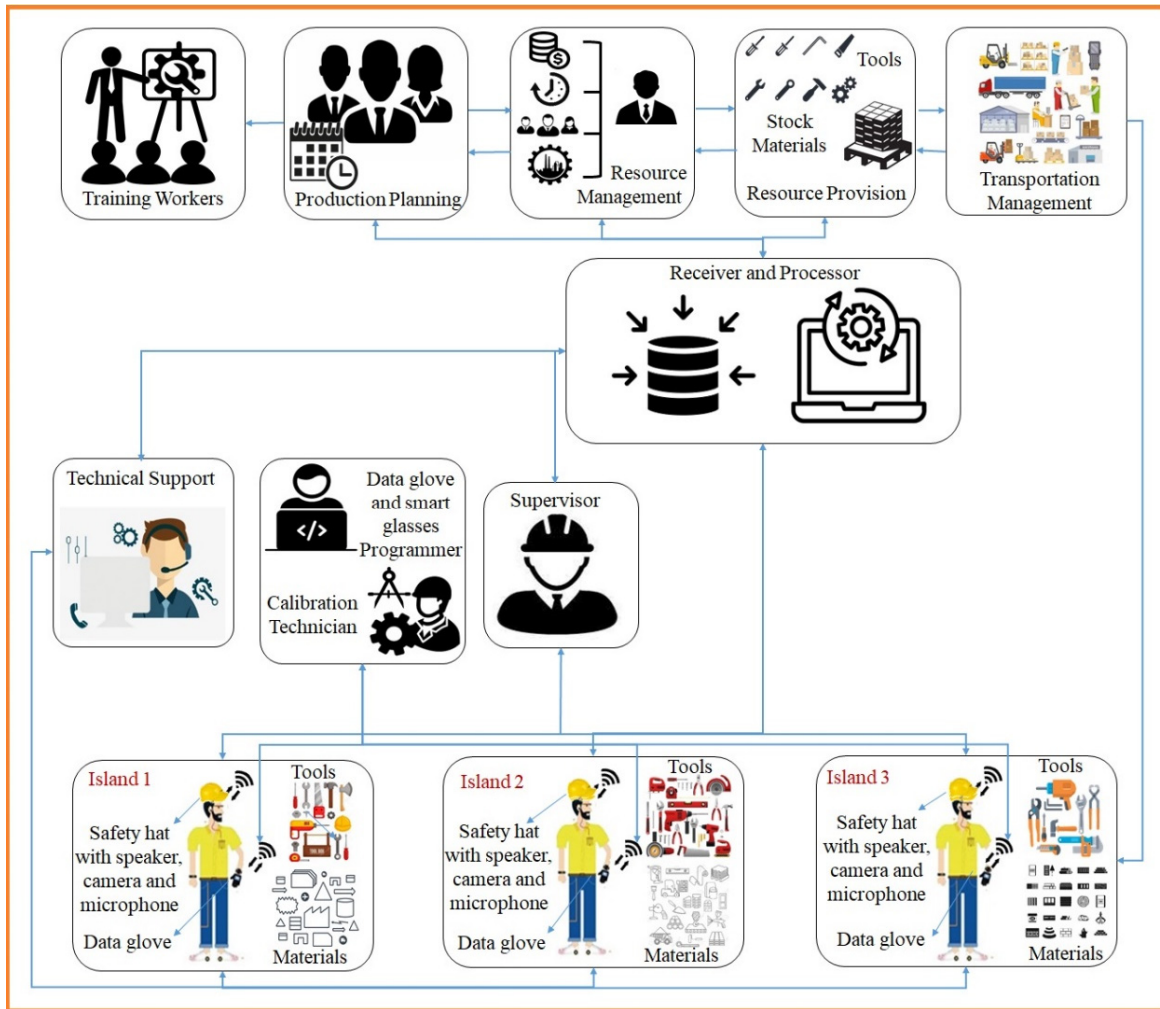 Training Workers
Production Planning
Resource
Management
Tools
Stock
Materials
Resource Provision
Transportation
Management
Receiver and Processor
Technical Support
Data glove
and smart
glasses
Programmer
Calibration
Technician
Supervisor
Island 1
Tools
Safety hat
with speaker,
camera and
microphone
Data glove
Materials
Island 2
Tools
Safety hat
with speaker,
camera and
microphone
Data glove
Materials
Island 3
Tools
Safety hat
with speaker,
camera and
microphone
Data glove
Materials